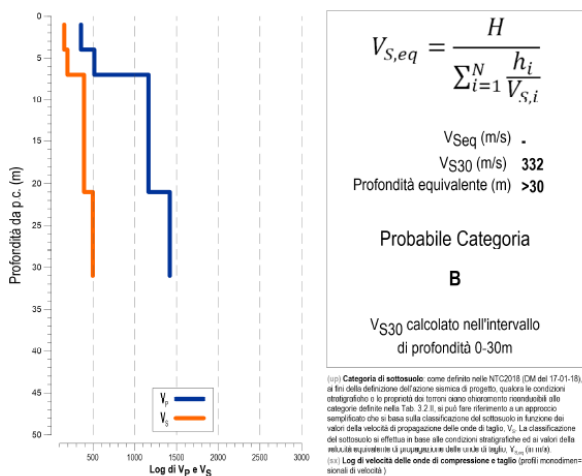 0
5
10
15
20
25
30
35
40
45
50
Profondità da p.c. (m)
500
1000
1500
2000
2500
3000
Log di VP e VS
VP
VS
VS,eq = H / ∑ᵢ₌₁ᴺ hi/VS,i
VSeq (m/s) -
VS30 (m/s) 332
Profondità equivalente (m) >30
Probabile Categoria
B
VS30 calcolato nell'intervallo
di profondità 0-30m
(up) Categoria di sottosuolo: come definito nelle NTC2018 (DM del 17-01-18),
ai fini della definizione dell'azione sismica di progetto, qualora le condizioni
stratigrafiche e le proprietà dei terreni siano chiaramente riconducibili alle
categorie definite nella Tab. 3.2.II, si può fare riferimento a un approccio
semplificato che si basa sulla classificazione del sottosuolo in funzione dei
valori della velocità di propagazione delle onde di taglio, VS. La classificazione
del sottosuolo si effettua in base alle condizioni stratigrafiche ed ai valori della
velocità equivalente di propagazione delle onde di taglio, VS,eq (in m/s).
(sx) Log di velocità delle onde di compressione e taglio (profili monodimen-
sionali di velocità )